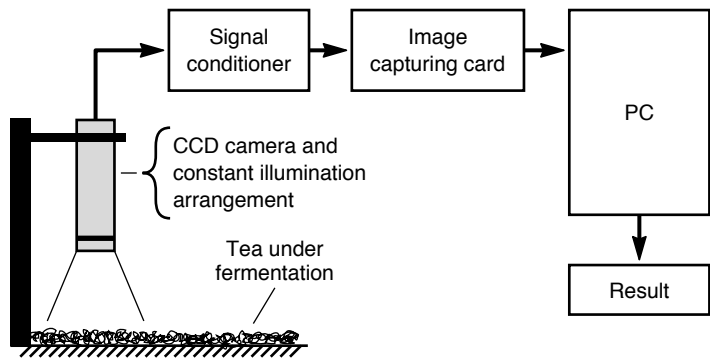 Signal
conditioner
Image
capturing card
PC
CCD camera and
constant illumination
arrangement
Tea under
fermentation
Result